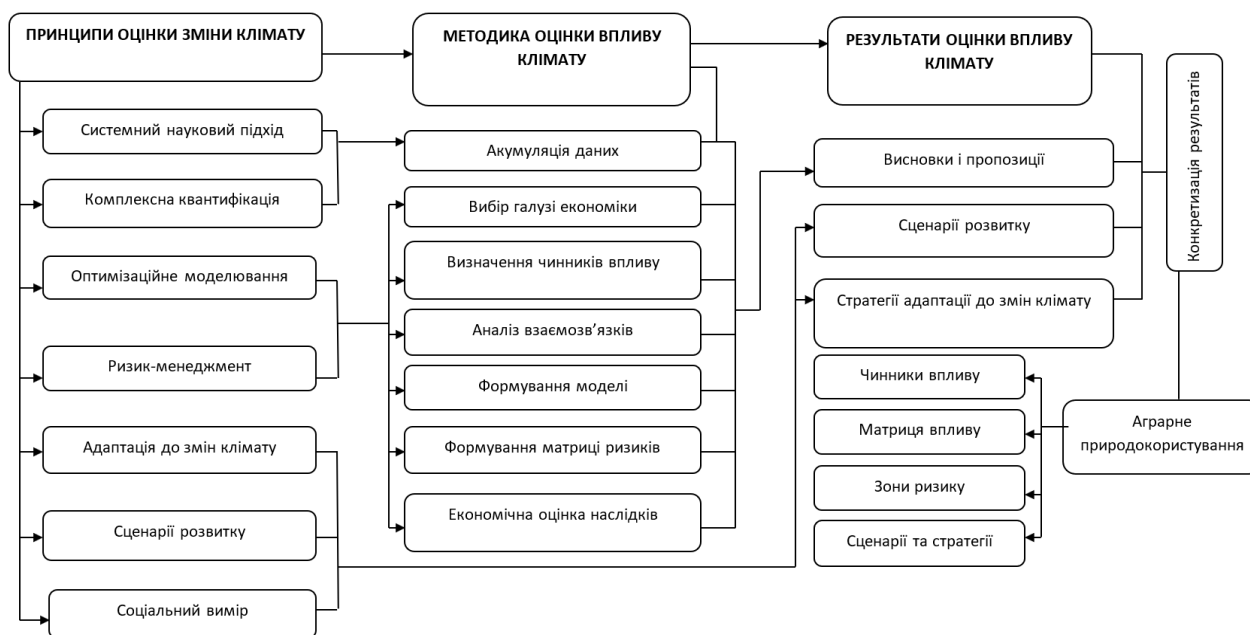 ПРИНЦИПИ ОЦІНКИ ЗМІНИ КЛІМАТУ
Системний науковий підхід
Комплексна квантифікація
Оптимізаційне моделювання
Ризик-менеджмент
Адаптація до змін клімату
Сценарії розвитку
Соціальний вимір
МЕТОДИКА ОЦІНКИ ВПЛИВУ
КЛІМАТУ
Акумуляція даних
Вибір галузі економіки
Визначення чинників впливу
Аналіз взаємозв’язків
Формування моделі
Формування матриці ризиків
Економічна оцінка наслідків
РЕЗУЛЬТАТИ ОЦІНКИ ВПЛИВУ
КЛІМАТУ
Висновки і пропозиції
Сценарії розвитку
Стратегії адаптації до змін клімату
Чинники впливу
Матриця впливу
Зони ризику
Сценарії та стратегії
Конкретизація результатів
Аграрне
природокористування